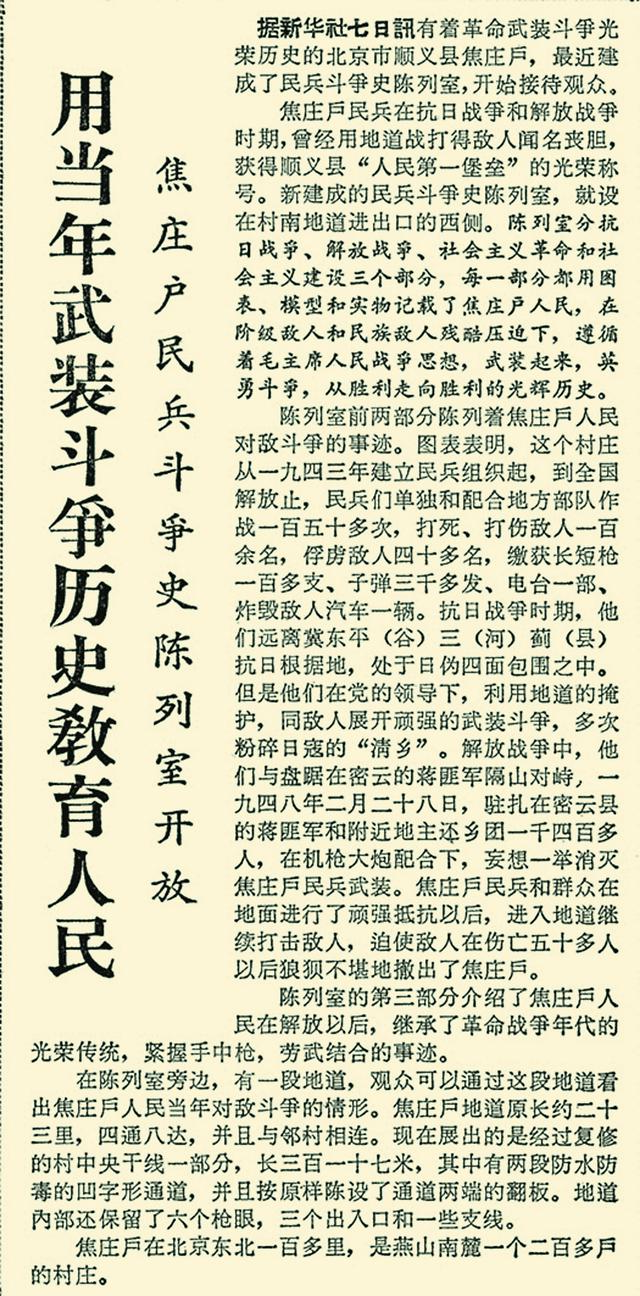 用当年武装斗爭历史教育人民
焦庄户民兵斗爭史陈列室开放
据新华社七日訊有着革命武装斗爭光
荣历史的北京市顺义县焦庄戶，最近建
成了民兵斗爭史陈列室，开始接待观众。
焦庄戶民兵在抗日战爭和解放战爭
时期，曾经用地道战打得敌人闻名丧胆，
获得顺义县“人民第一堡垒”的光荣称
号。新建成的民兵斗爭史陈列室，就设
在村南地道进出口的西侧。陈列室分抗
日战爭、解放战爭、社会主义革命和社
会主义建设三个部分，每一部分都用图
表、模型和实物记载了焦庄戶人民，在
阶级敌人和民族敌人残酷压迫下，遵循
着毛主席人民战爭思想，武装起来，英
勇斗爭，从胜利走向胜利的光辉历史。
陈列室前两部分陈列着焦庄戶人民
对敌斗爭的事迹。图表表明，这个村庄
从一九四三年建立民兵组织起，到全国
解放止，民兵们单独和配合地方部队作
战一百五十多次，打死、打伤敌人一百
余名，俘虏敌人四十多名，缴获长短枪
一百多支、子弹三千多发、电台一部、
炸毁敌人汽车一辆。抗日战爭时期，他
们远离冀东平（谷）三（河）蓟（县）
抗日根据地，处于日伪四面包围之中。
但是他们在党的领导下，利用地道的掩
护，同敌人展开顽强的武装斗爭，多次
粉碎日寇的“清乡”。解放战爭中，他
们与盘踞在密云的蒋匪军隔山对峙，一
九四八年二月二十八日，驻扎在密云县
的蒋匪军和附近地主还乡团一千四百多
人，在机枪大炮配合下，妄想一举消灭
焦庄戶民兵武装。焦庄戶民兵和群众在
地面进行了顽强抵抗以后，进入地道继
续打击敌人，迫使敌人在伤亡五十多人
以后狼狈不堪地撤出了焦庄戶。
陈列室的第三部分介绍了焦庄戶人
民在解放以后，继承了革命战爭年代的
光荣传统，紧握手中枪，劳武结合的事迹。
在陈列室旁边，有一段地道，观众可以通过这段地道看
出焦庄戶人民当年对敌斗爭的情形。焦庄戶地道原长约二十
三里，四通八达，并且与邻村相连。现在展出的是经过复修
的村中央干线一部分，长三百一十七米，其中有两段防水防
毒的凹字形通道，并且按原样陈设了通道两端的翻板。地道
内部还保留了六个枪眼，三个出入口和一些支线。
焦庄戶在北京东北一百多里，是燕山南麓一个二百多戶
的村庄。